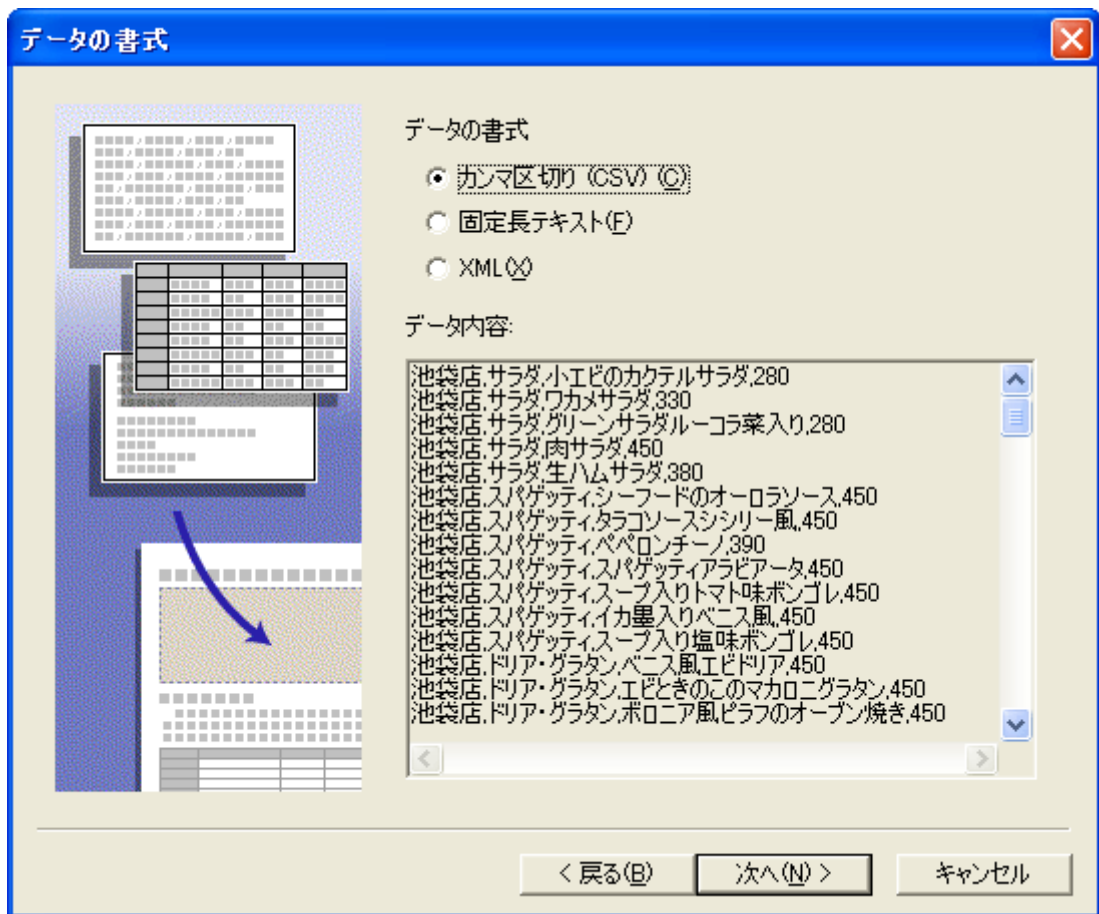 データの書式
データの書式
カンマ区切り (CSV) (C)
固定長テキスト(F)
XML(X)
データ内容:
池袋店,サラダ,小エビのカクテルサラダ,280
池袋店,サラダ,ワカメサラダ,330
池袋店,サラダ,グリーンサラダルーコラ菜入り,280
池袋店,サラダ,肉サラダ,450
池袋店,サラダ,生ハムサラダ,380
池袋店,スパゲッティ,シーフードのオーロラソース,450
池袋店,スパゲッティ,タラコソースシシリー風,450
池袋店,スパゲッティ,ペペロンチーノ,390
池袋店,スパゲッティ,スパゲッティアラビアータ,450
池袋店,スパゲッティ,スープ入りトマト味ボンゴレ,450
池袋店,スパゲッティ,イカ墨入りベニス風,450
池袋店,スパゲッティ,スープ入り塩味ボンゴレ,450
池袋店,ドリア・グラタン,ベニス風エビドリア,450
池袋店,ドリア・グラタン,エビときのこのマカロニグラタン,450
池袋店,ドリア・グラタン,ボロニア風ピラフのオーブン焼き,450
< 戻る(B)
次へ(N) >
キャンセル